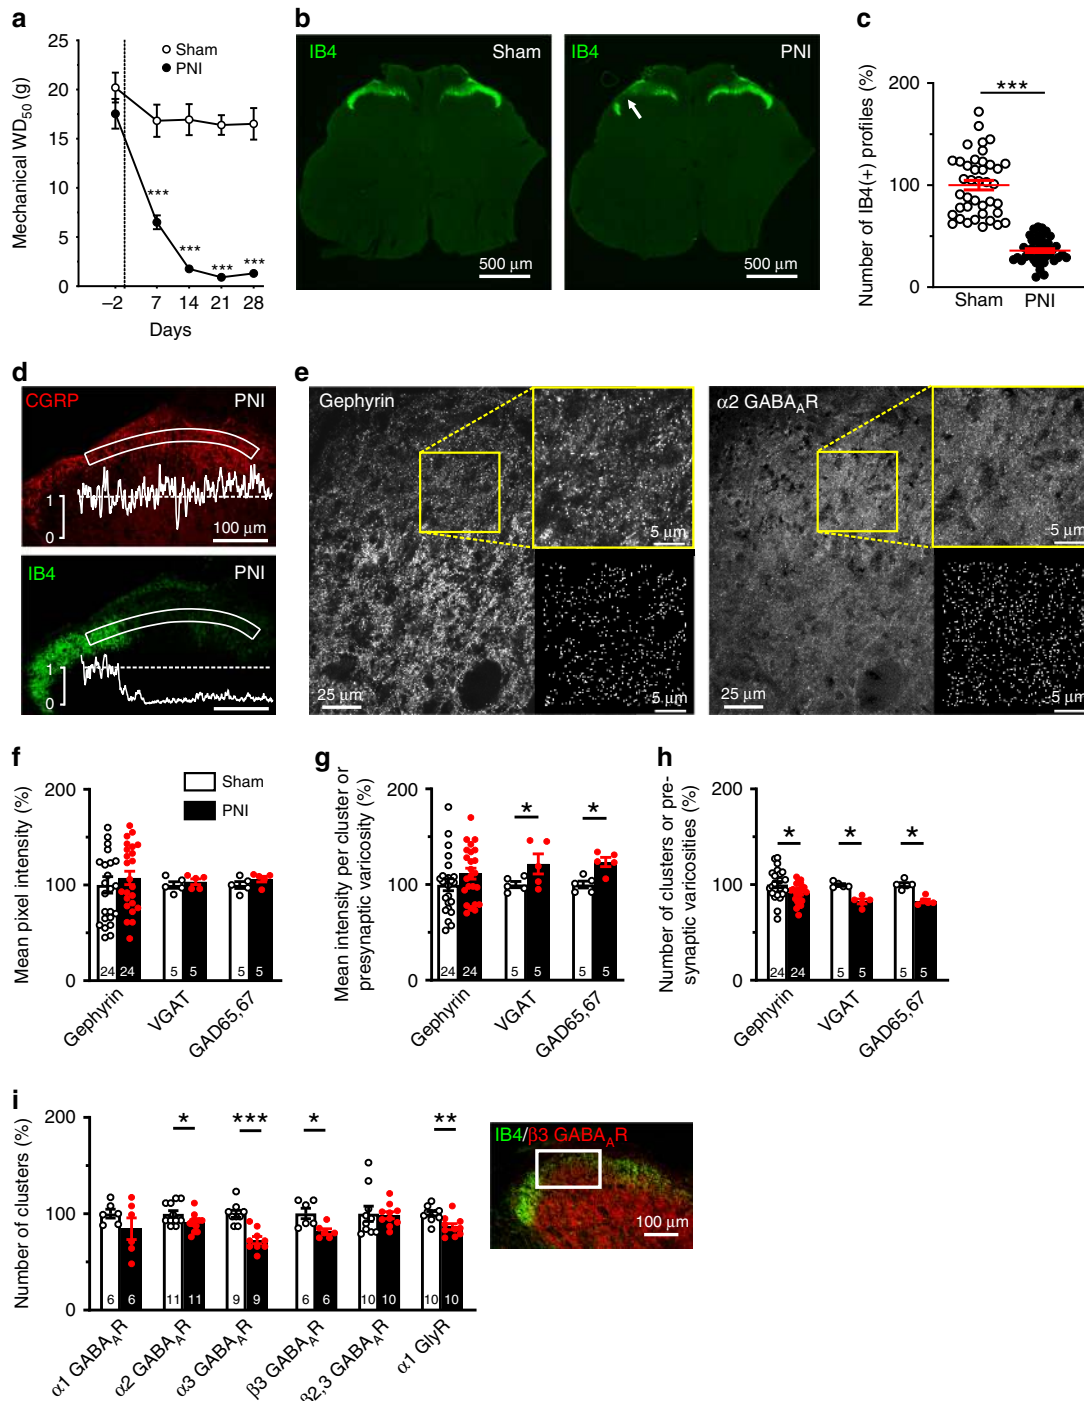 a
Mechanical WD50 (g)
25
20
15
10
5
0
Sham
PNI
***
***
***
***
–2
7
14
21
28
Days
b
IB4
Sham
500 μm
IB4
PNI
500 μm
c
Number of IB4(+) profiles (%)
200
100
0
***
Sham
PNI
d
CGRP
PNI
1
0
100 μm
IB4
PNI
1
0
e
Gephyrin
5 μm
25 μm
5 μm
α2 GABAAR
5 μm
25 μm
5 μm
f
Mean pixel intensity (%)
200
100
0
Sham
PNI
24
24
5
5
5
5
Gephyrin
VGAT
GAD65,67
g
Mean intensity per cluster or
presynaptic varicosity (%)
200
100
0
*
*
24
24
5
5
5
5
Gephyrin
VGAT
GAD65,67
h
Number of clusters or pre-
synaptic varicosities (%)
200
100
0
*
*
*
24
24
5
5
5
5
Gephyrin
VGAT
GAD65,67
i
Number of clusters (%)
200
100
0
*
***
*
**
6
6
11
11
9
9
6
6
10
10
10
10
α1 GABAAR
α2 GABAAR
α3 GABAAR
β3 GABAAR
β2,3 GABAAR
α1 GlyR
IB4/β3 GABAAR
100 μm